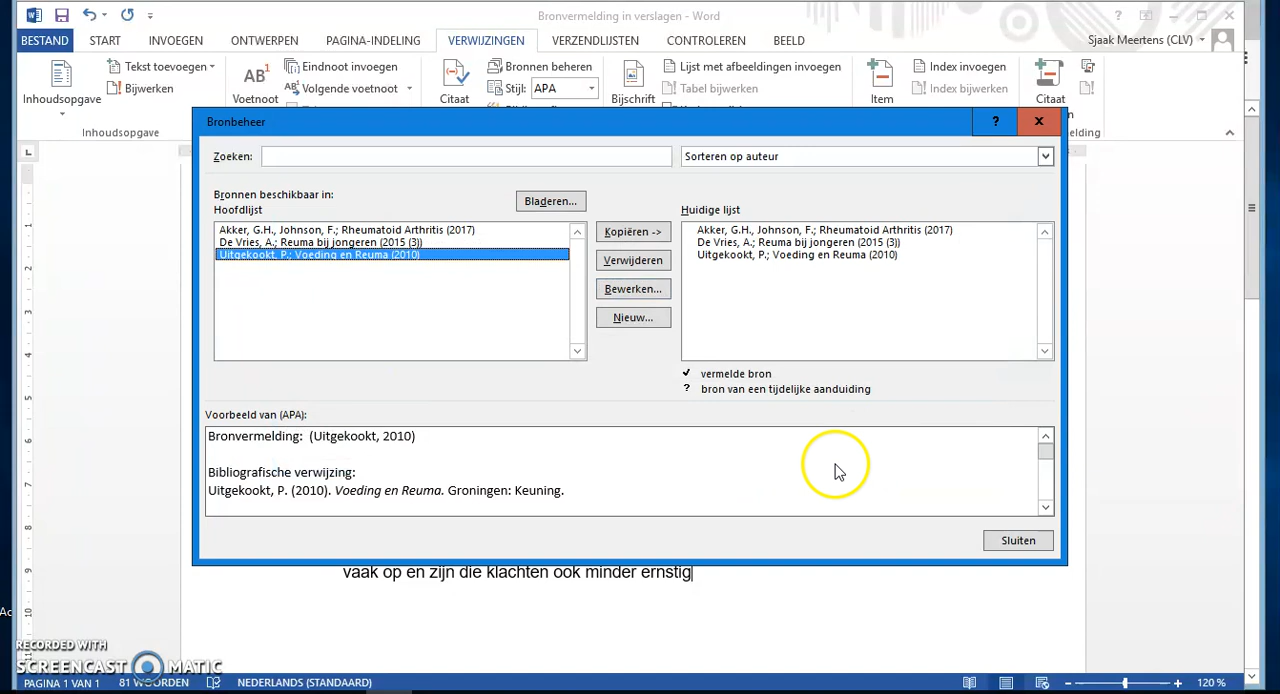 Bronvermelding in verslagen - Word
BESTAND START INVOEGEN ONTWERPEN PAGINA-INDELING VERWIJZINGEN VERZENDLIJSTEN CONTROLEREN BEELD Sjaak Meertens (CLV)
Inhoudsopgave
Tekst toevoegen
Bijwerken
Inhoudsopgave
AB¹
Voetnoot
Eindnoot invoegen
Volgende voetnoot
Citaat
Bronnen beheren
Stijl: APA
Bijschrift
Lijst met afbeeldingen invoegen
Tabel bijwerken
Item
Index invoegen
Index bijwerken
Citaat
Bronbeheer
Zoeken:
Sorteren op auteur
Bronnen beschikbaar in:
Hoofdlijst
Bladeren...
Huidige lijst
Akker, G.H., Johnson, F.; Rheumatoid Arthritis (2017)
De Vries, A.; Reuma bij jongeren (2015 (3))
Uitgekookt, P.; Voeding en Reuma (2010)
Kopiëren ->
Verwijderen
Bewerken...
Nieuw...
Akker, G.H., Johnson, F.; Rheumatoid Arthritis (2017)
De Vries, A.; Reuma bij jongeren (2015 (3))
Uitgekookt, P.; Voeding en Reuma (2010)
vermelde bron
? bron van een tijdelijke aanduiding
Voorbeeld van (APA):
Bronvermelding: (Uitgekookt, 2010)
Bibliografische verwijzing:
Uitgekookt, P. (2010). Voeding en Reuma. Groningen: Keuning.
Sluiten
vaak op en zijn die klachten ook minder ernstig
RECORDED WITH
SCREENCAST MATIC
PAGINA 1 VAN 1 81 WOORDEN NEDERLANDS (STANDAARD) 120 %